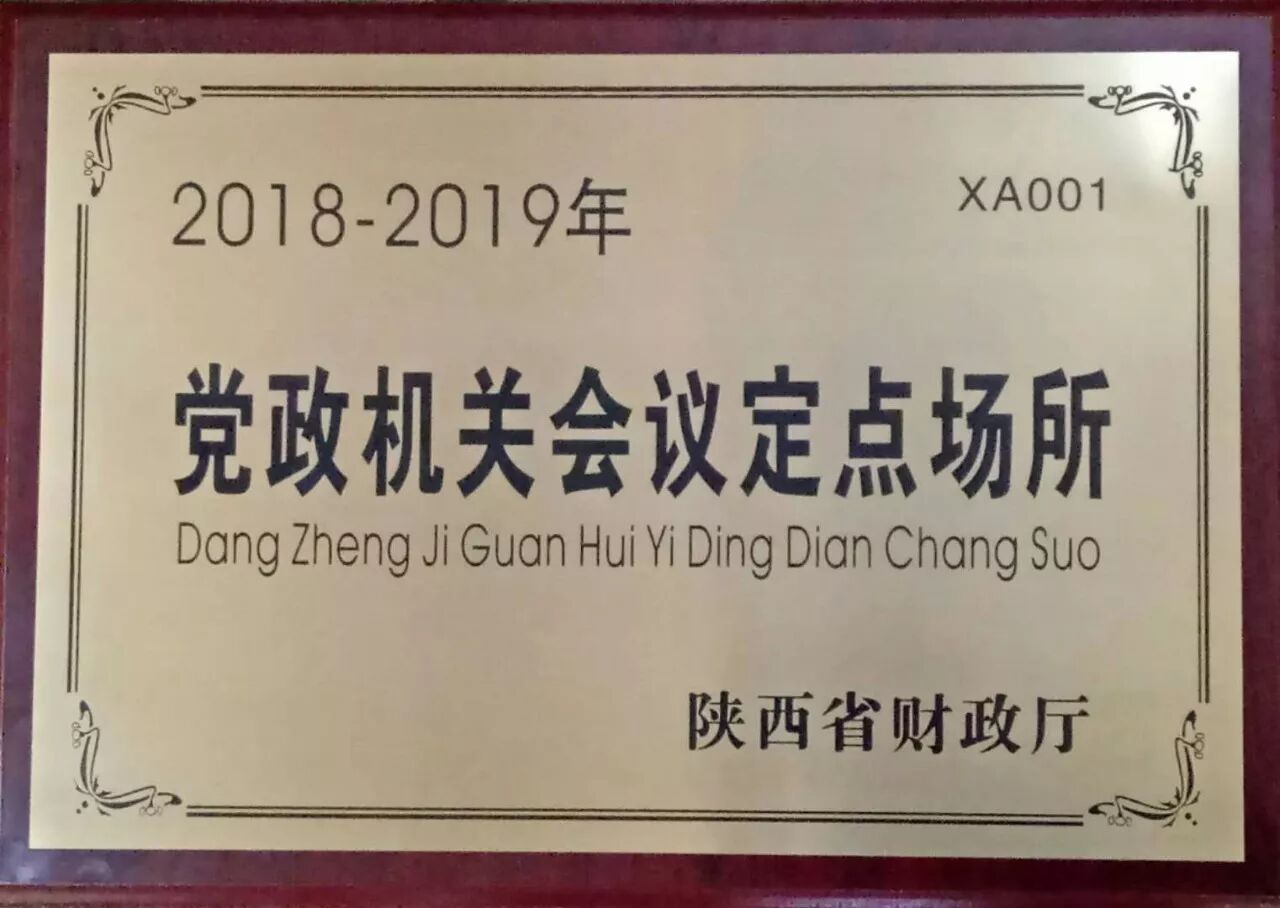 2018-2019年
XA001
党政机关会议定点场所
Dang Zheng Ji Guan Hui Yi Ding Dian Chang Suo
陕西省财政厅